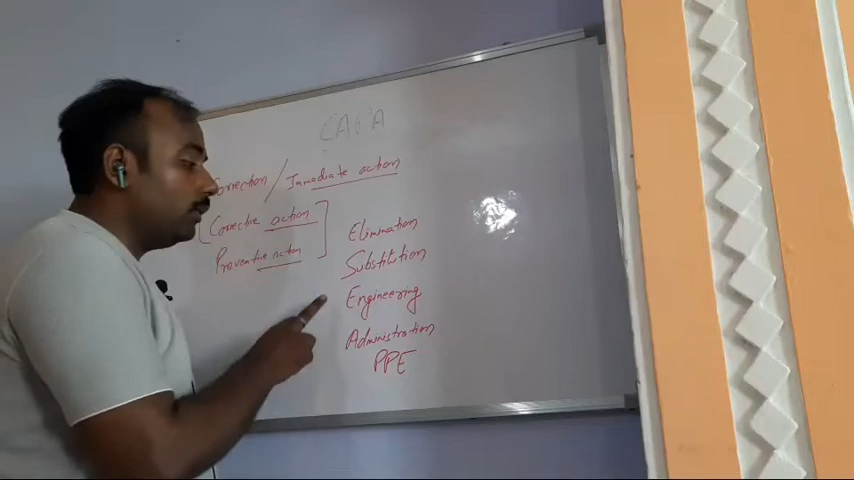 CAPA
Correction / Immediate action
Corrective action
Preventive action
Elimination
Substitution
Engineering
Administration
PPE